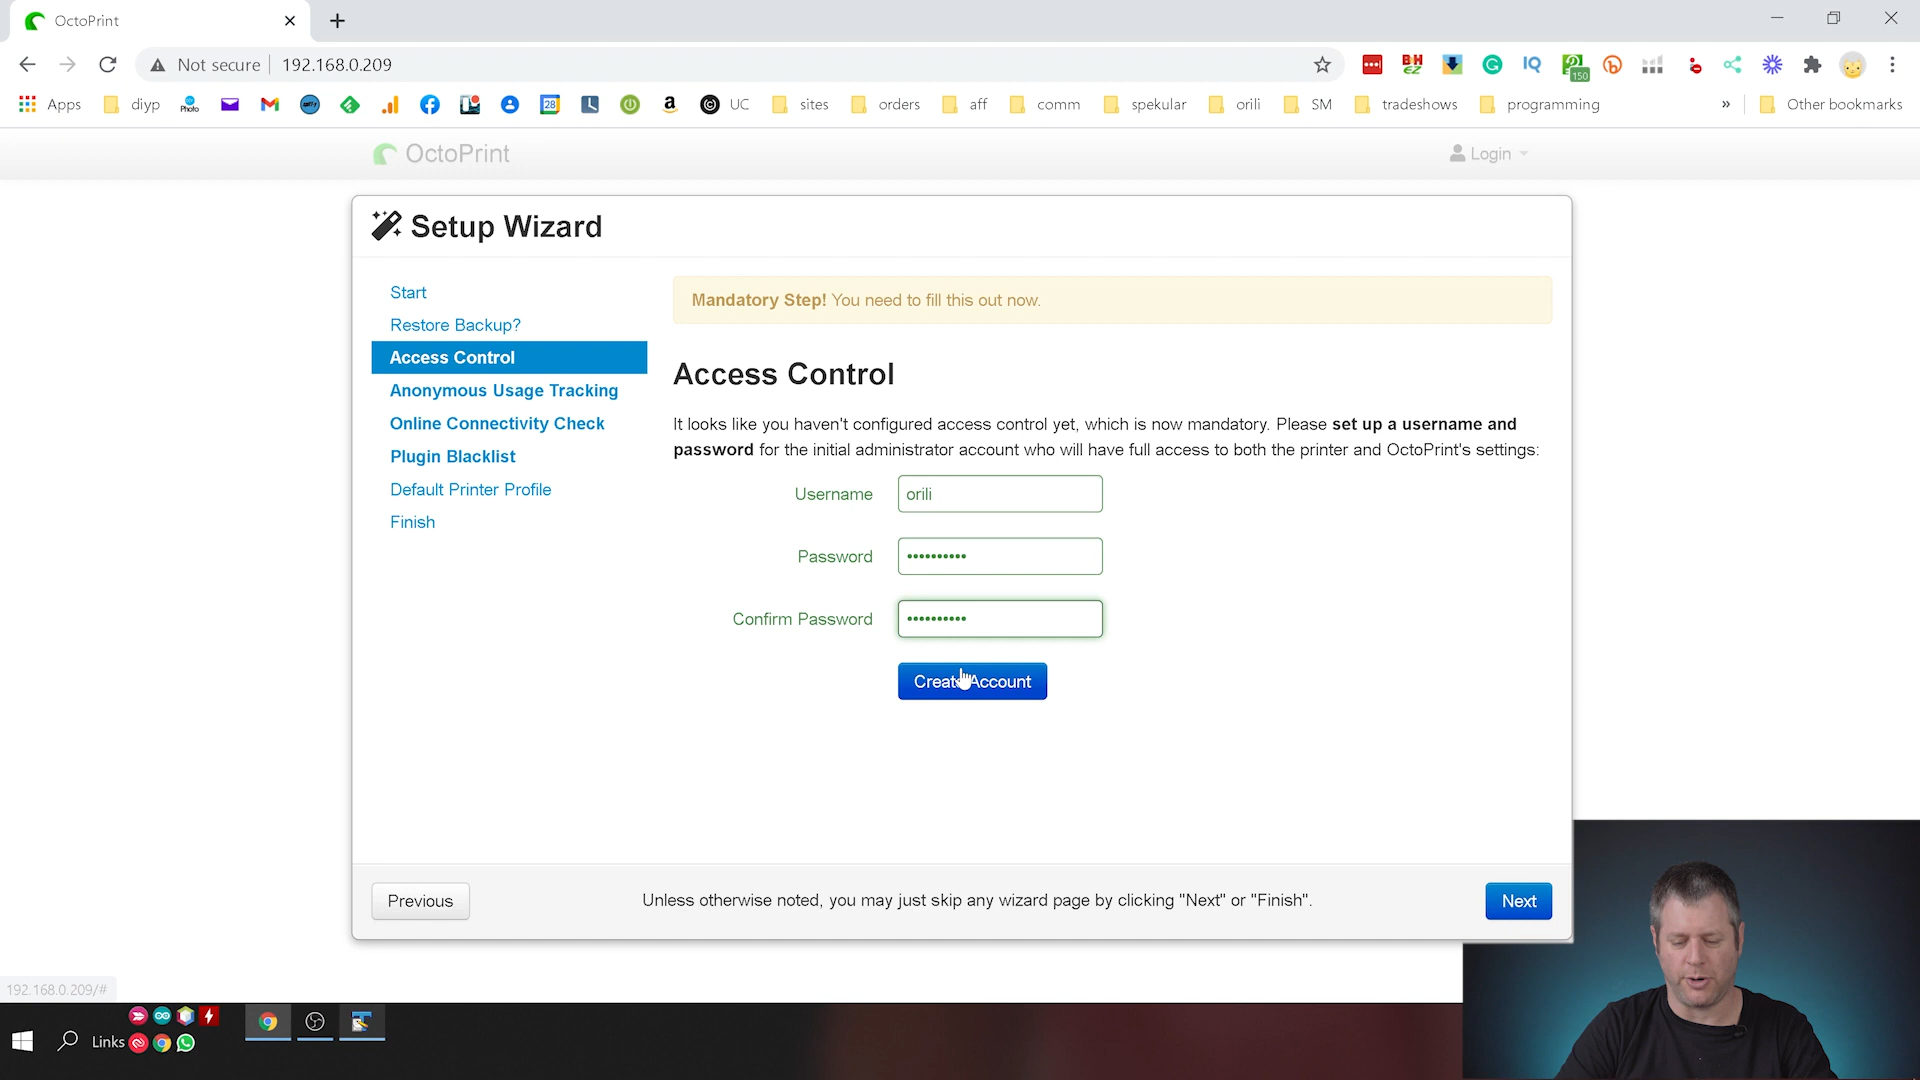 OctoPrint
Not secure
192.168.0.209
BH
EZ
IQ
150
Apps
diyp
Photo
28
UC
sites
orders
aff
comm
spekular
orili
SM
tradeshows
programming
»
Other bookmarks
OctoPrint
Login
Setup Wizard
Start
Restore Backup?
Access Control
Anonymous Usage Tracking
Online Connectivity Check
Plugin Blacklist
Default Printer Profile
Finish
Mandatory Step! You need to fill this out now.
Access Control
It looks like you haven't configured access control yet, which is now mandatory. Please set up a username and
password for the initial administrator account who will have full access to both the printer and OctoPrint's settings:
Username
orili
Password
••••••••••
Confirm Password
••••••••••
Create Account
Previous
Unless otherwise noted, you may just skip any wizard page by clicking "Next" or "Finish".
Next
192.168.0.209/#
Links